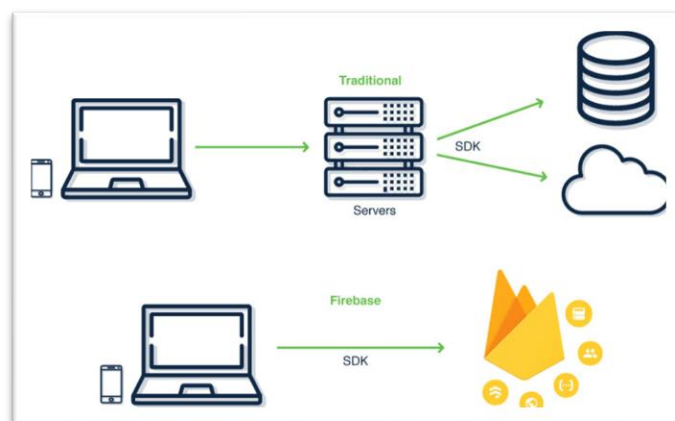 Traditional
SDK
Servers
Firebase
SDK